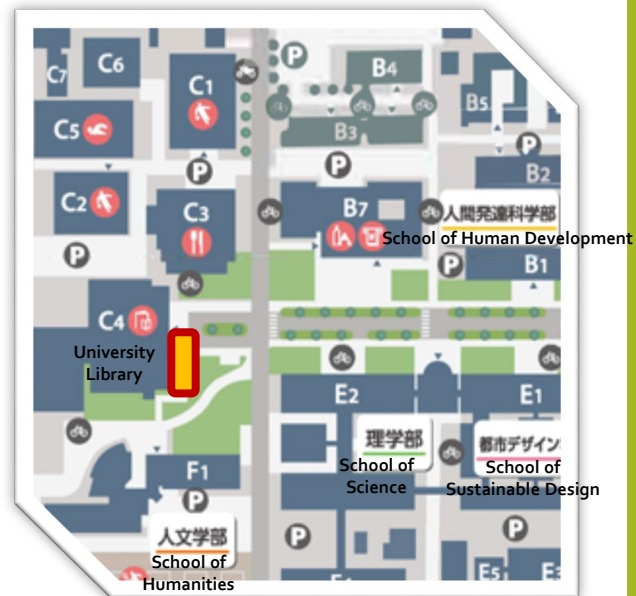 P
B4
C6
C7
C1
B3
B5
C5
P
P
P
B2
C2
C3
B7
人間発達科学部
School of Human Development
P
P
B1
C4
University
Library
E2
E1
理学部
School of
Science
都市デザイン
School of
Sustainable Design
F1
P
人文学部
School of
Humanities
P
P
E5